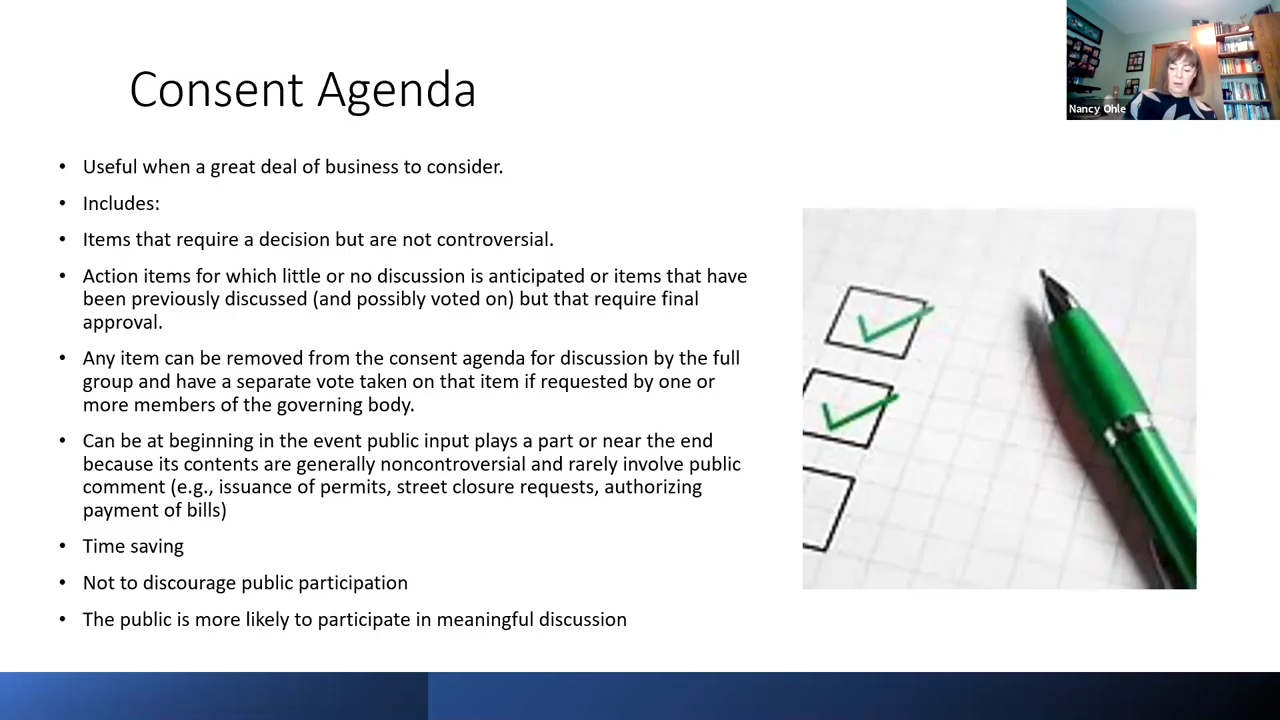 Consent Agenda
Nancy Ohle
• Useful when a great deal of business to consider.
• Includes:
• Items that require a decision but are not controversial.
• Action items for which little or no discussion is anticipated or items that have
been previously discussed (and possibly voted on) but that require final
approval.
• Any item can be removed from the consent agenda for discussion by the full
group and have a separate vote taken on that item if requested by one or
more members of the governing body.
• Can be at beginning in the event public input plays a part or near the end
because its contents are generally noncontroversial and rarely involve public
comment (e.g., issuance of permits, street closure requests, authorizing
payment of bills)
• Time saving
• Not to discourage public participation
• The public is more likely to participate in meaningful discussion